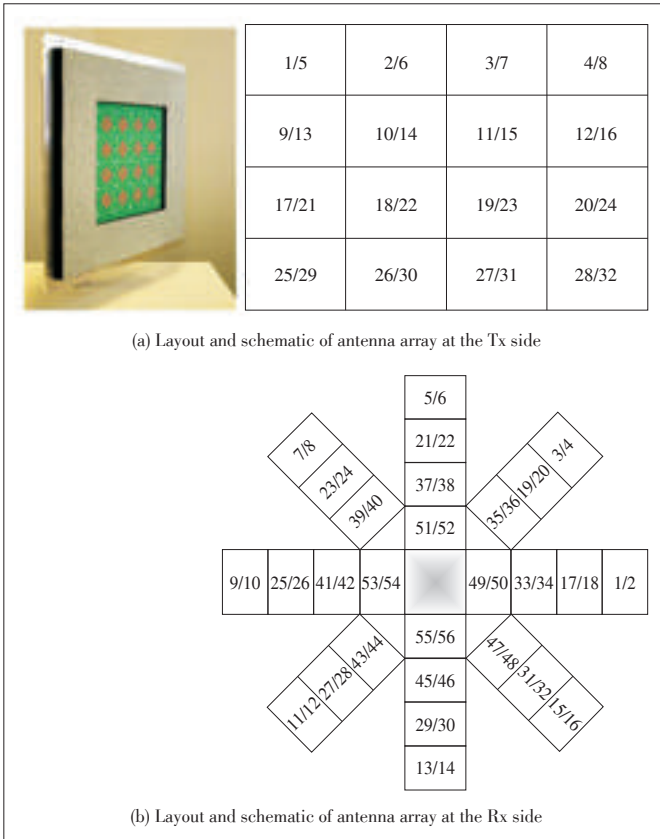 1/5 2/6 3/7 4/8
9/13 10/14 11/15 12/16
17/21 18/22 19/23 20/24
25/29 26/30 27/31 28/32
(a) Layout and schematic of antenna array at the Tx side
5/6
7/8 21/22 3/4
23/24 37/38 19/20
39/40 51/52 35/36
9/10 25/26 41/42 53/54 49/50 33/34 17/18 1/2
43/44 55/56 47/48
27/28 45/46 31/32
11/12 29/30 15/16
13/14
(b) Layout and schematic of antenna array at the Rx side